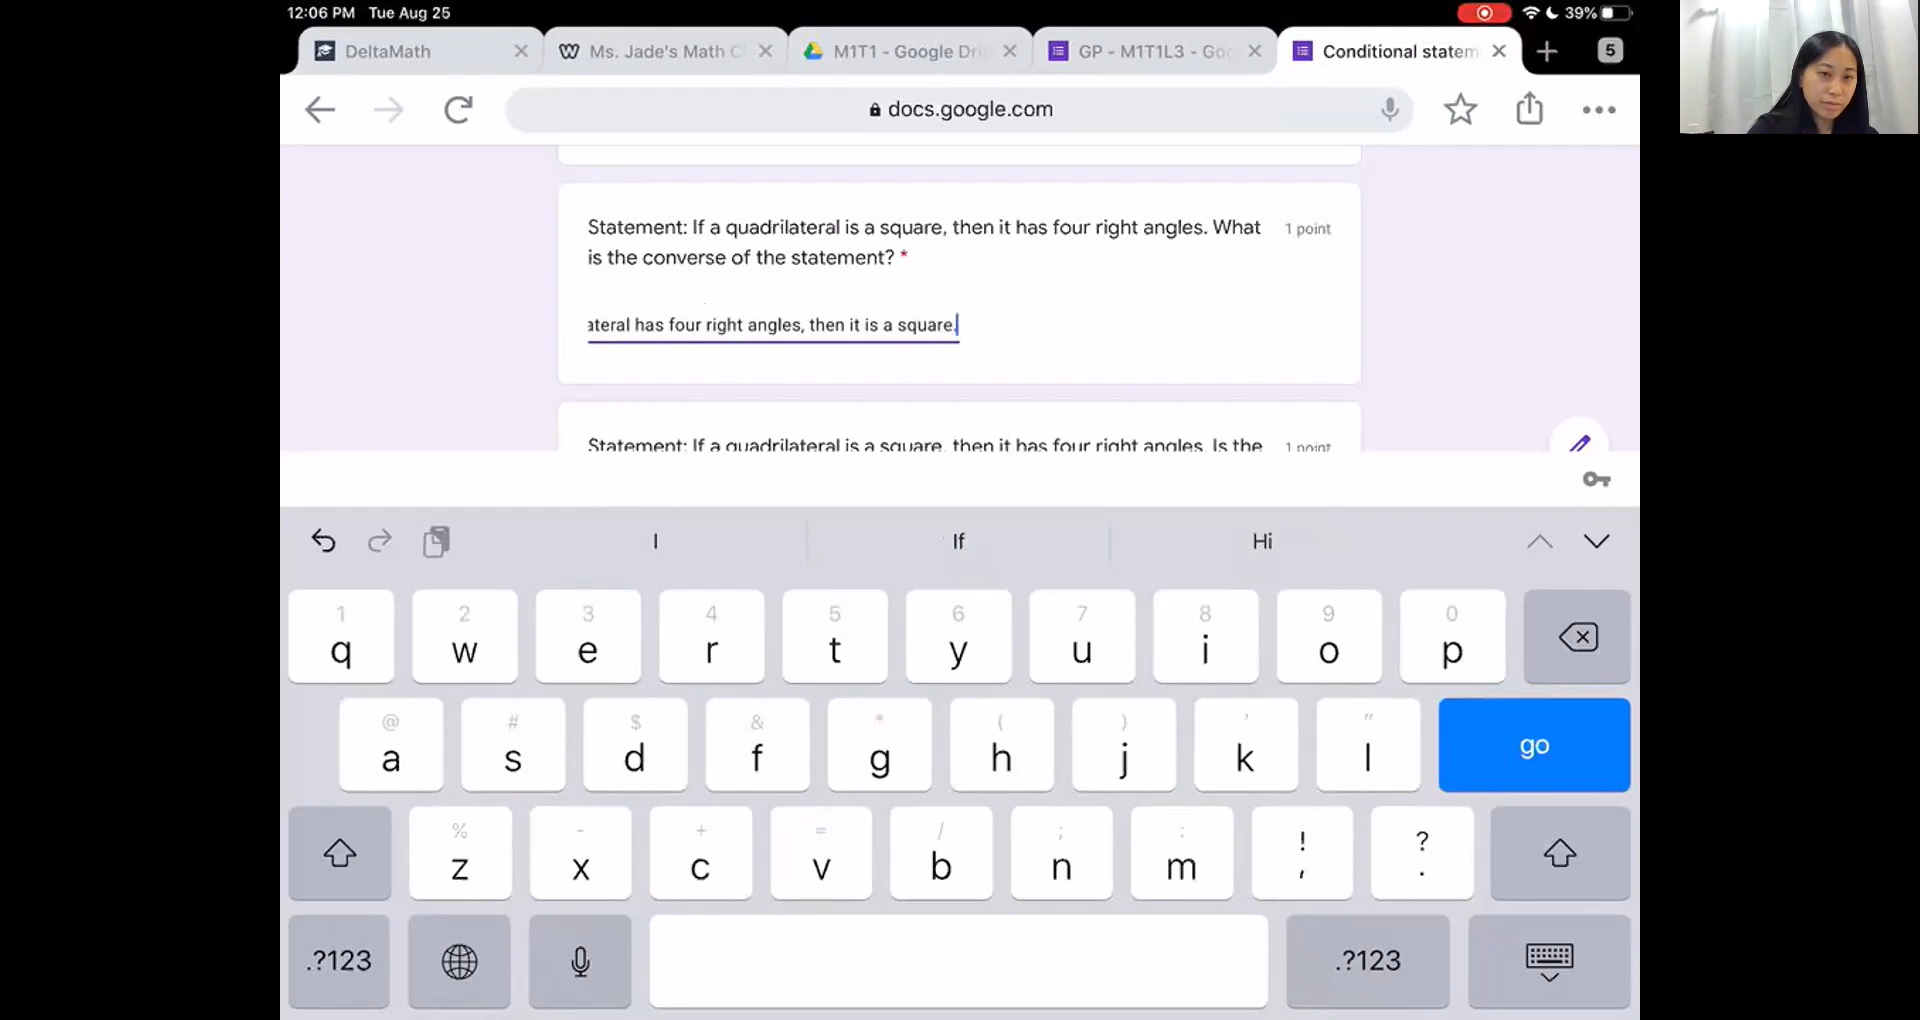 12:06 PM Tue Aug 25
39%
DeltaMath
Ms. Jade's Math C
M1T1 - Google Dri
GP - M1T1L3 - Goo
Conditional statem
5
docs.google.com
Statement: If a quadrilateral is a square, then it has four right angles. What
is the converse of the statement? *
1 point
ateral has four right angles, then it is a square.
Statement: If a quadrilateral is a square, then it has four right angles. Is the
1 point
I If Hi
1 2 3 4 5 6 7 8 9 0
q w e r t y u i o p
@ # $ & * ( ) ' "
a s d f g h j k l go
% - + = / ; : ! ?
z x c v b n m , .
.?123 .?123